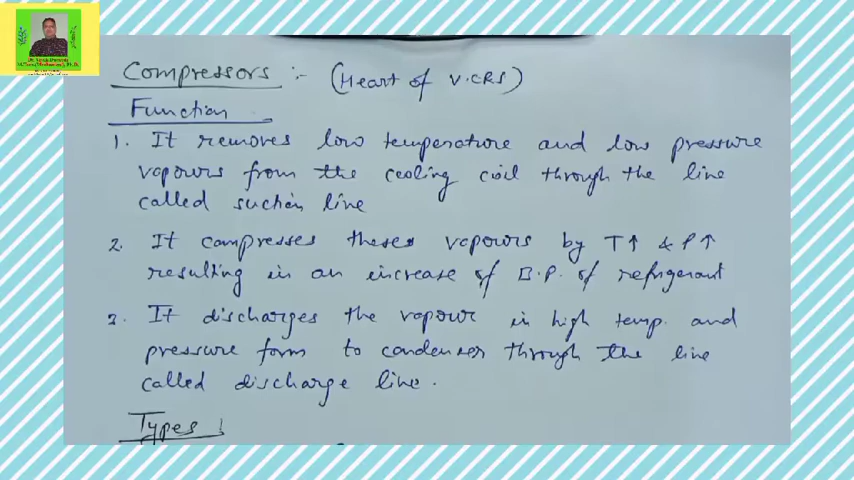 Compressors :- (Heart of V.CRS)
Function
1. It removes low temperature and low pressure
vapours from the cooling coil through the line
called suction line
2. It compresses these vapours by T↑ & P↑
resulting in an increase of B.P. of refrigerant
3. It discharges the vapour in high temp. and
pressure form to condenser through the line
called discharge line.
Types :